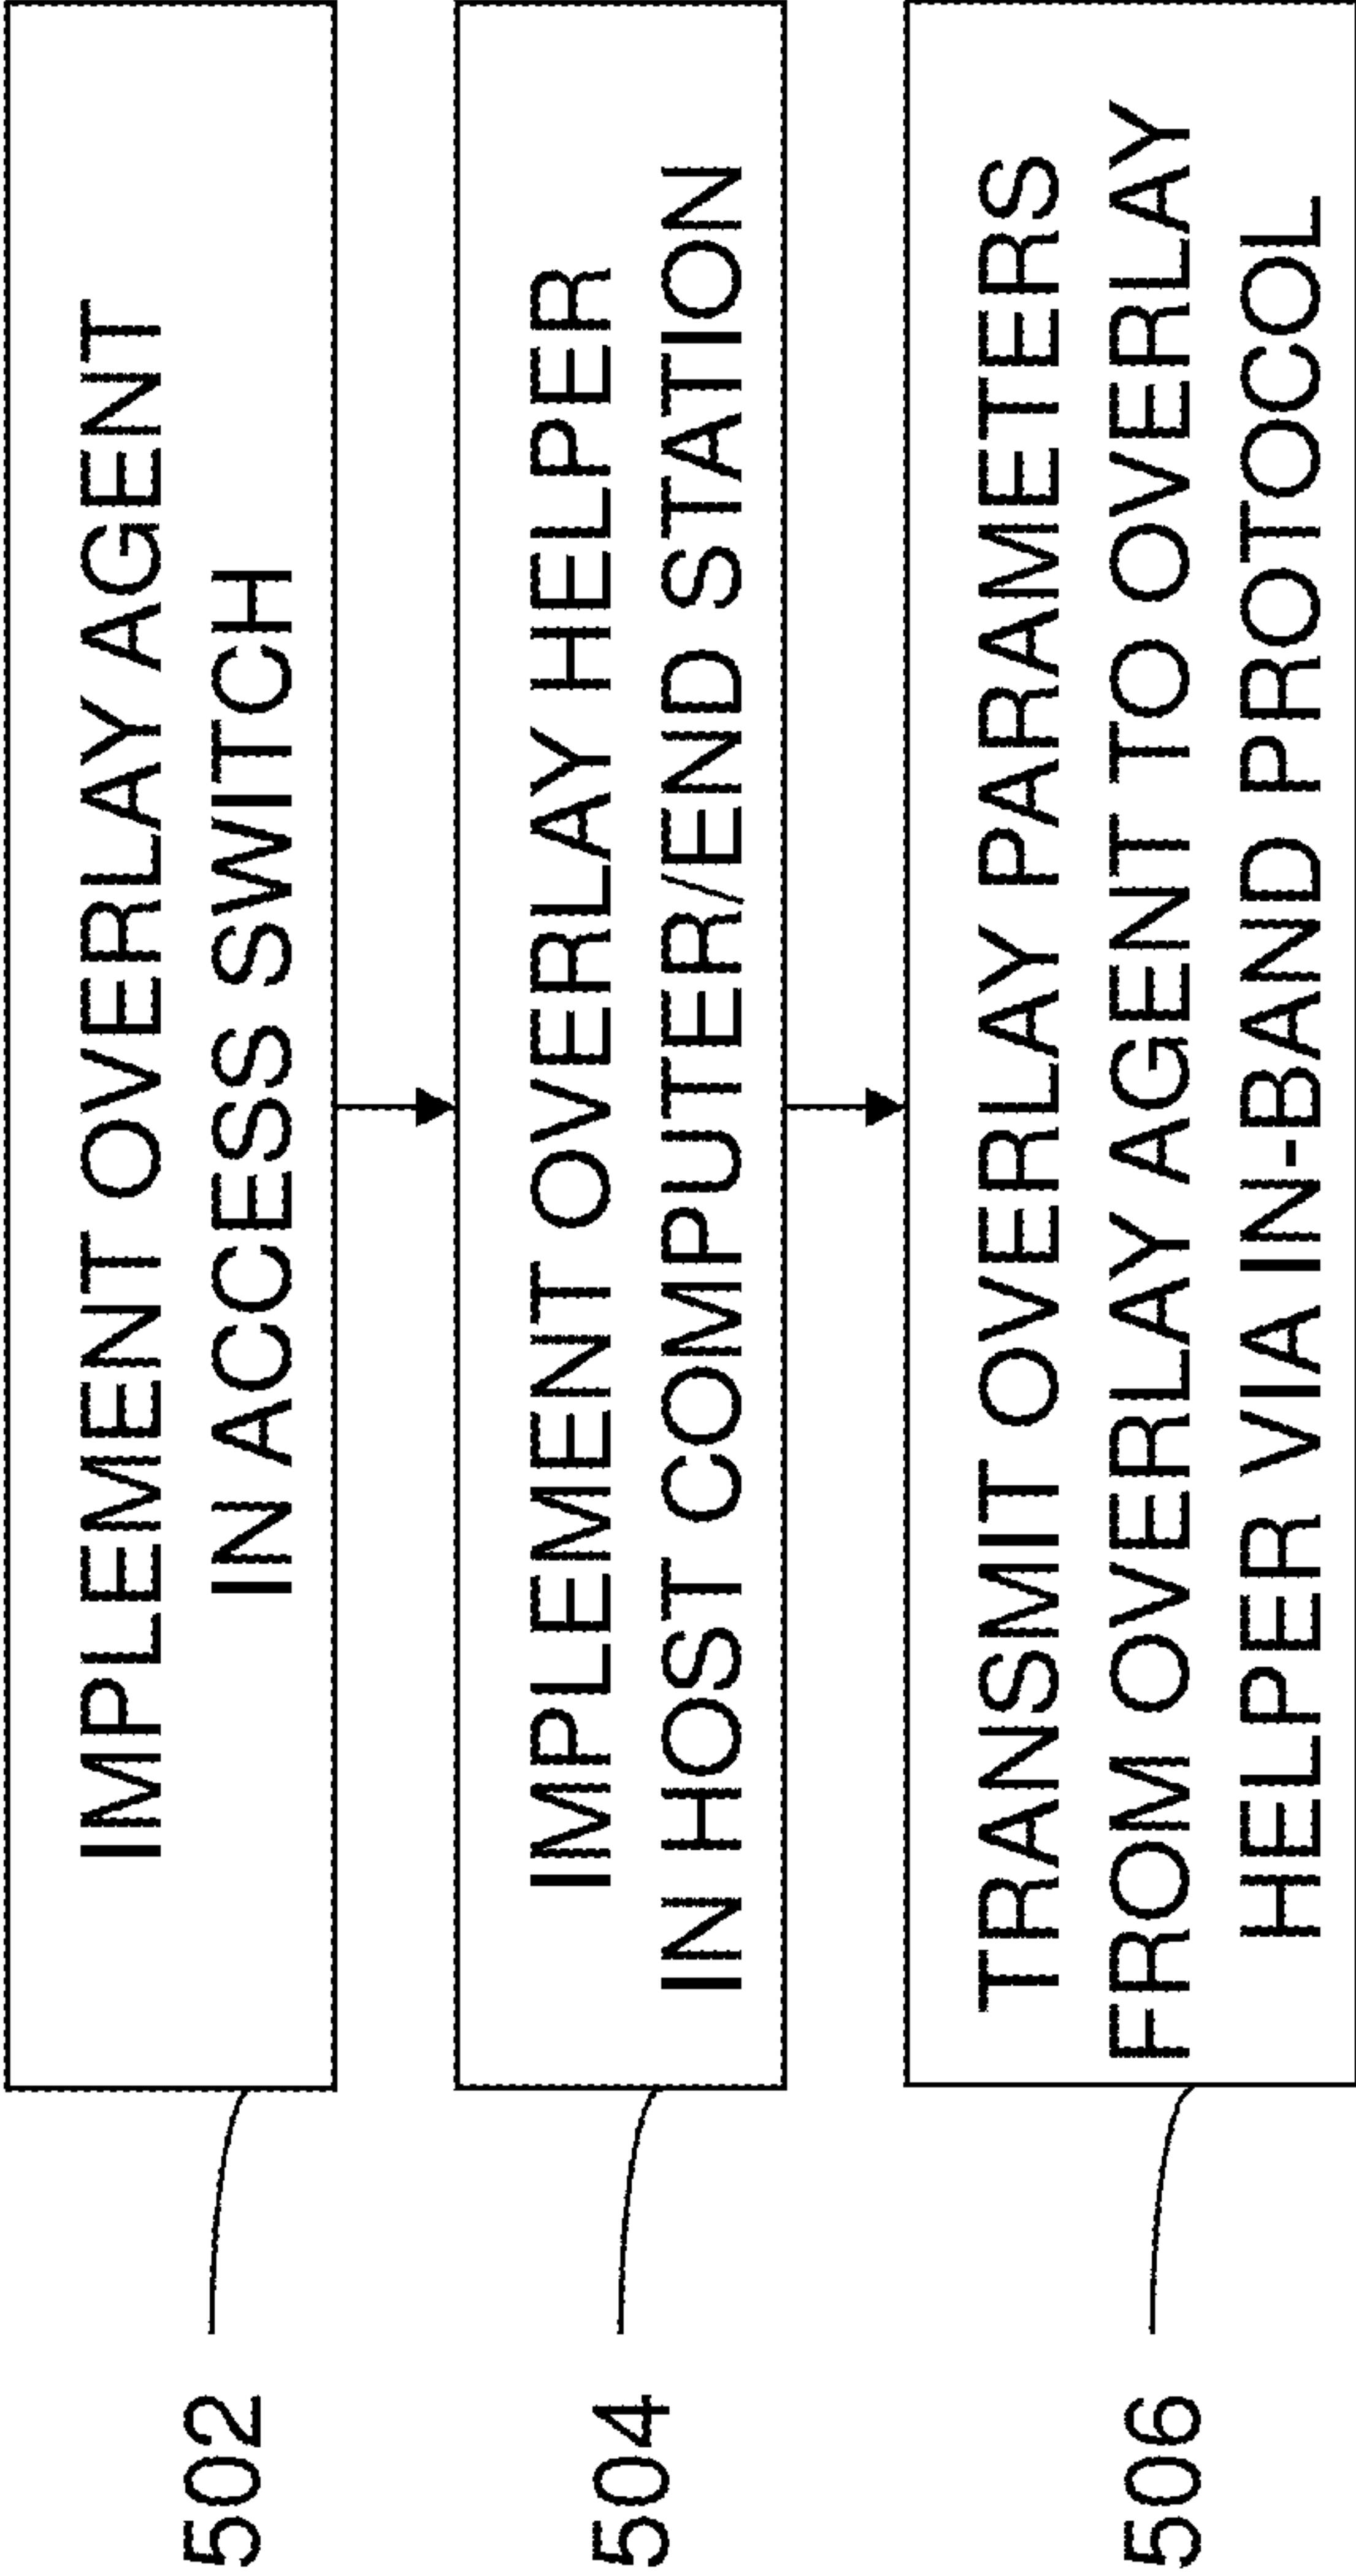 502
IMPLEMENT OVERLAY AGENT
IN ACCESS SWITCH
504
IMPLEMENT OVERLAY HELPER
IN HOST COMPUTER/END STATION
506
TRANSMIT OVERLAY PARAMETERS
FROM OVERLAY AGENT TO OVERLAY
HELPER VIA IN-BAND PROTOCOL